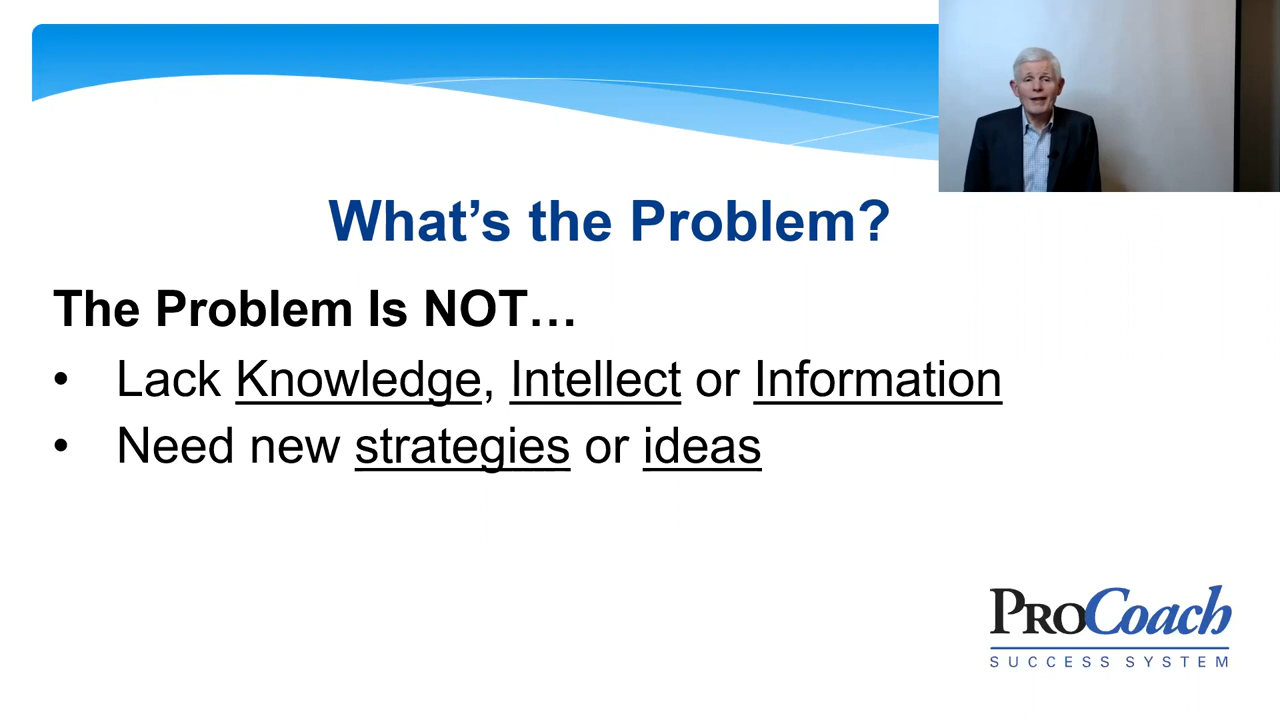 What’s the Problem?
The Problem Is NOT…
• Lack Knowledge, Intellect or Information
• Need new strategies or ideas
PROCoach
SUCCESS SYSTEM